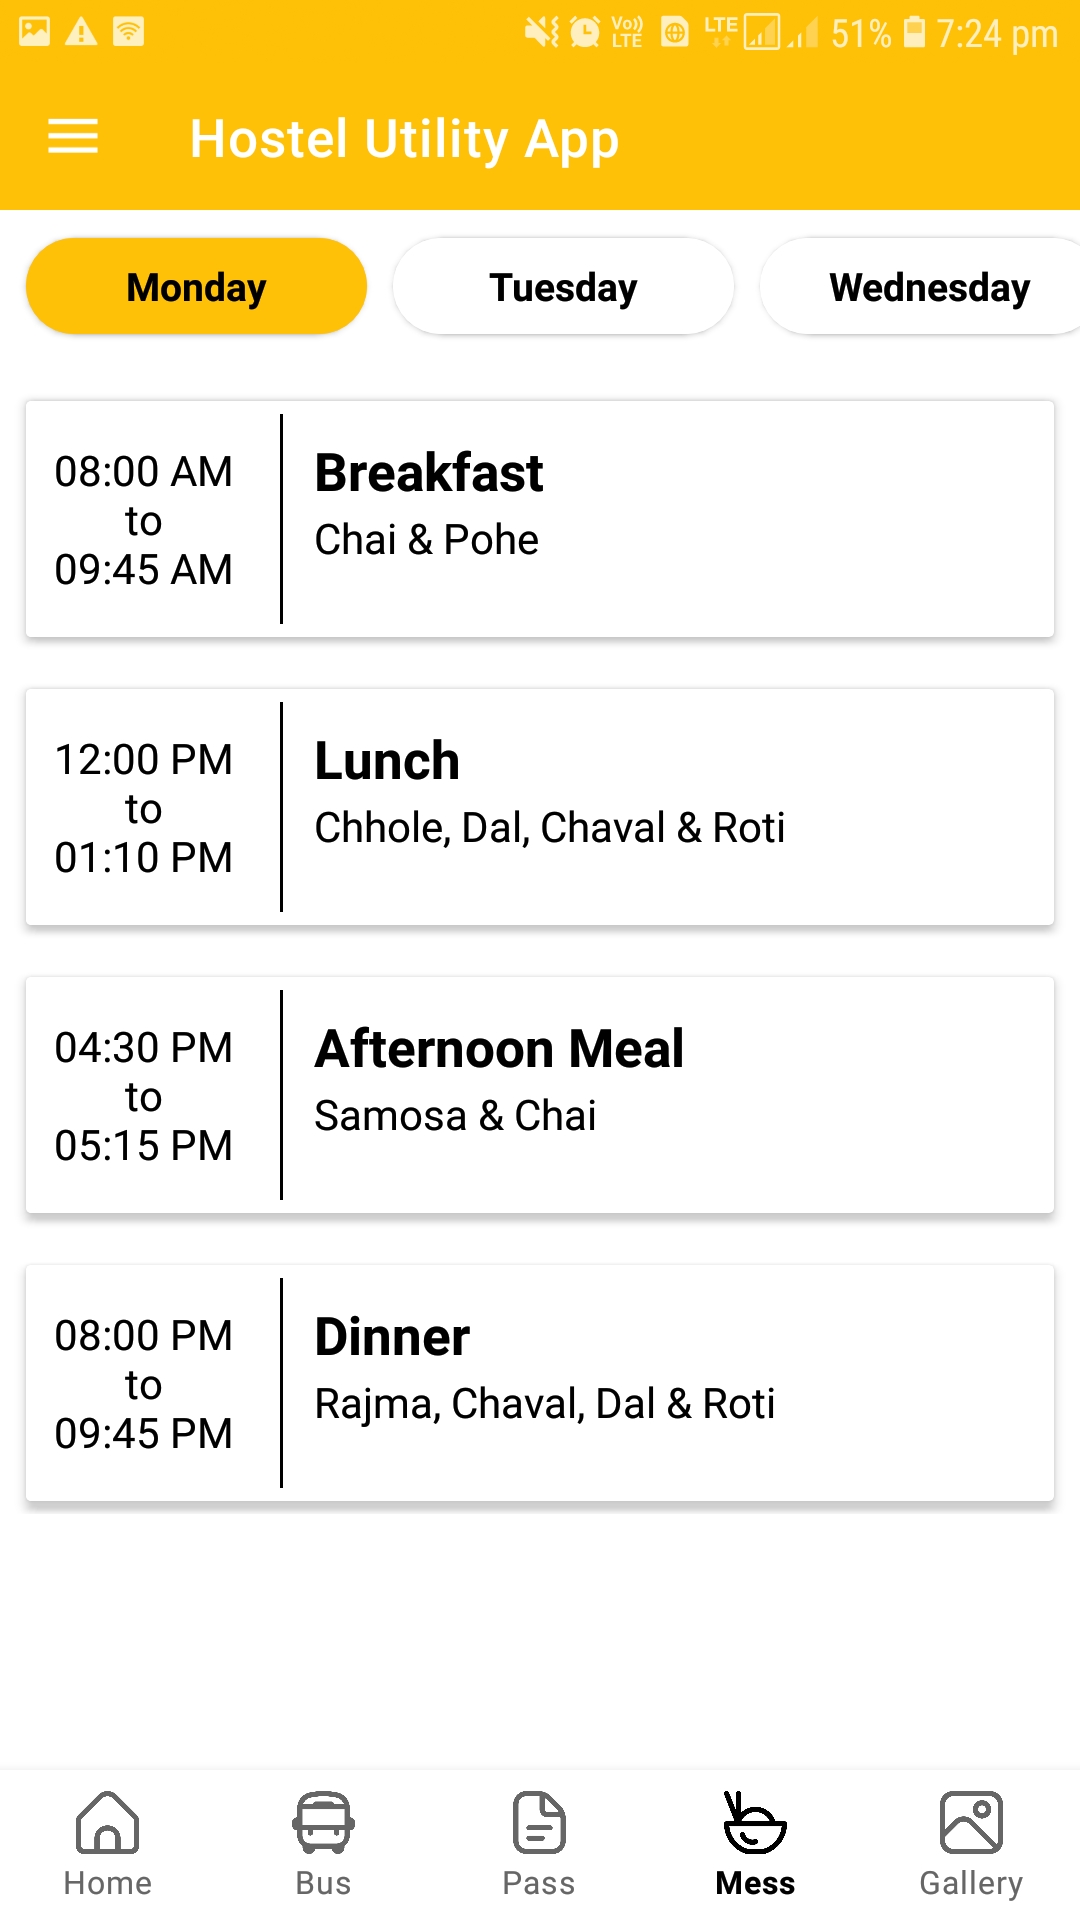 Vo)) LTE LTE 51% 7:24 pm
Hostel Utility App
Monday Tuesday Wednesday
08:00 AM
to
09:45 AM
Breakfast
Chai & Pohe
12:00 PM
to
01:10 PM
Lunch
Chhole, Dal, Chaval & Roti
04:30 PM
to
05:15 PM
Afternoon Meal
Samosa & Chai
08:00 PM
to
09:45 PM
Dinner
Rajma, Chaval, Dal & Roti
Home Bus Pass Mess Gallery